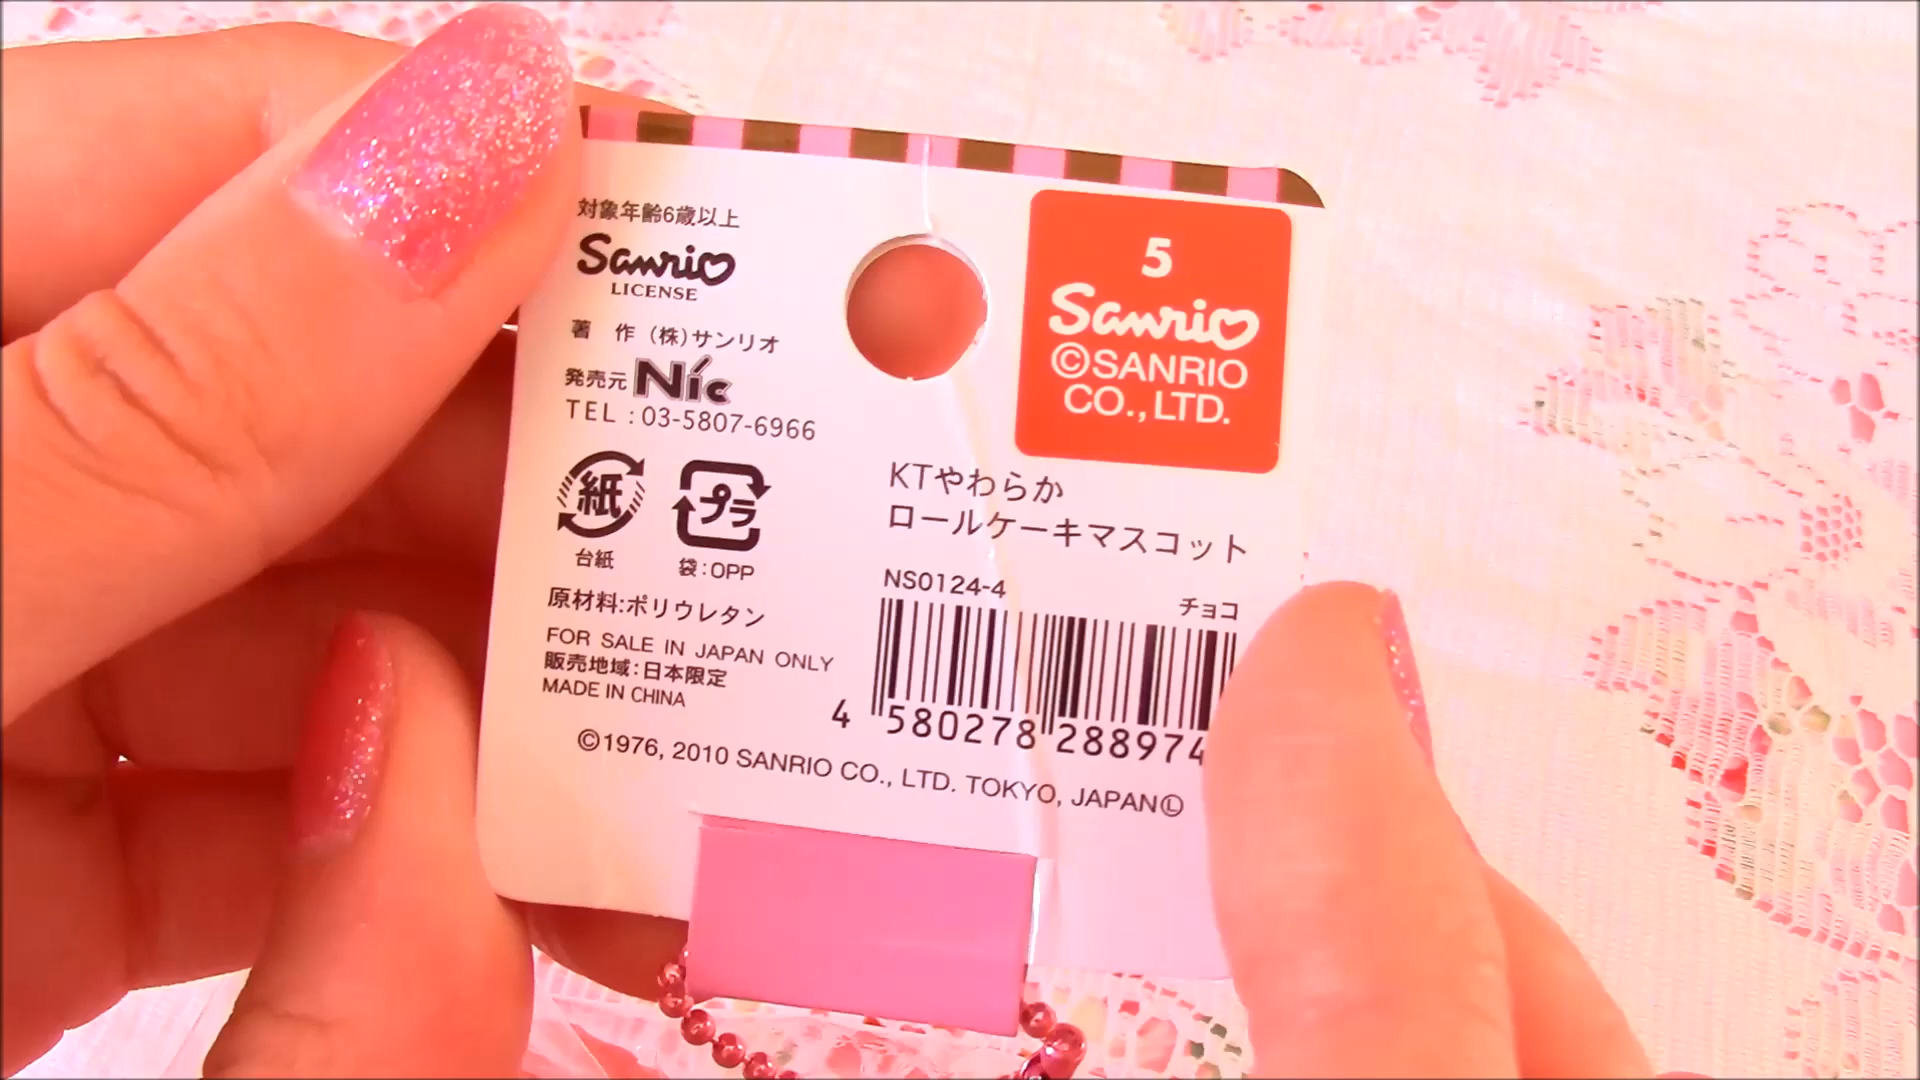 対象年齢6歳以上
Sanrio
LICENSE
著 作 (株)サンリオ
発売元 Nic
TEL : 03-5807-6966
紙
プラ
台紙
袋:OPP
原材料:ポリウレタン
FOR SALE IN JAPAN ONLY
販売地域:日本限定
MADE IN CHINA
5
Sanrio
©SANRIO
CO., LTD.
KTやわらか
ロールケーキマスコット
NS0124-4
チョコ
4 580278 288974
©1976, 2010 SANRIO CO., LTD. TOKYO, JAPANⓁ